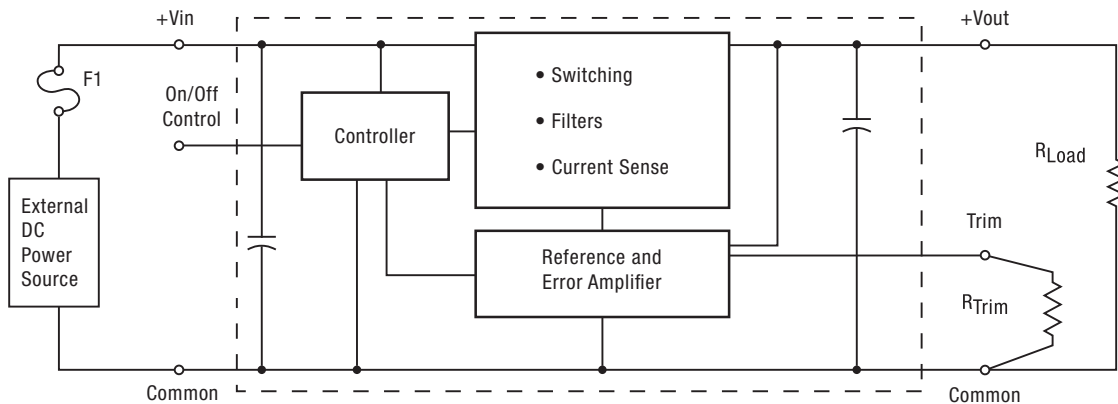 +Vin
+Vout
F1
On/Off
Control
Controller
• Switching
• Filters
• Current Sense
RLoad
External
DC
Power
Source
Reference and
Error Amplifier
Trim
RTrim
Common
Common